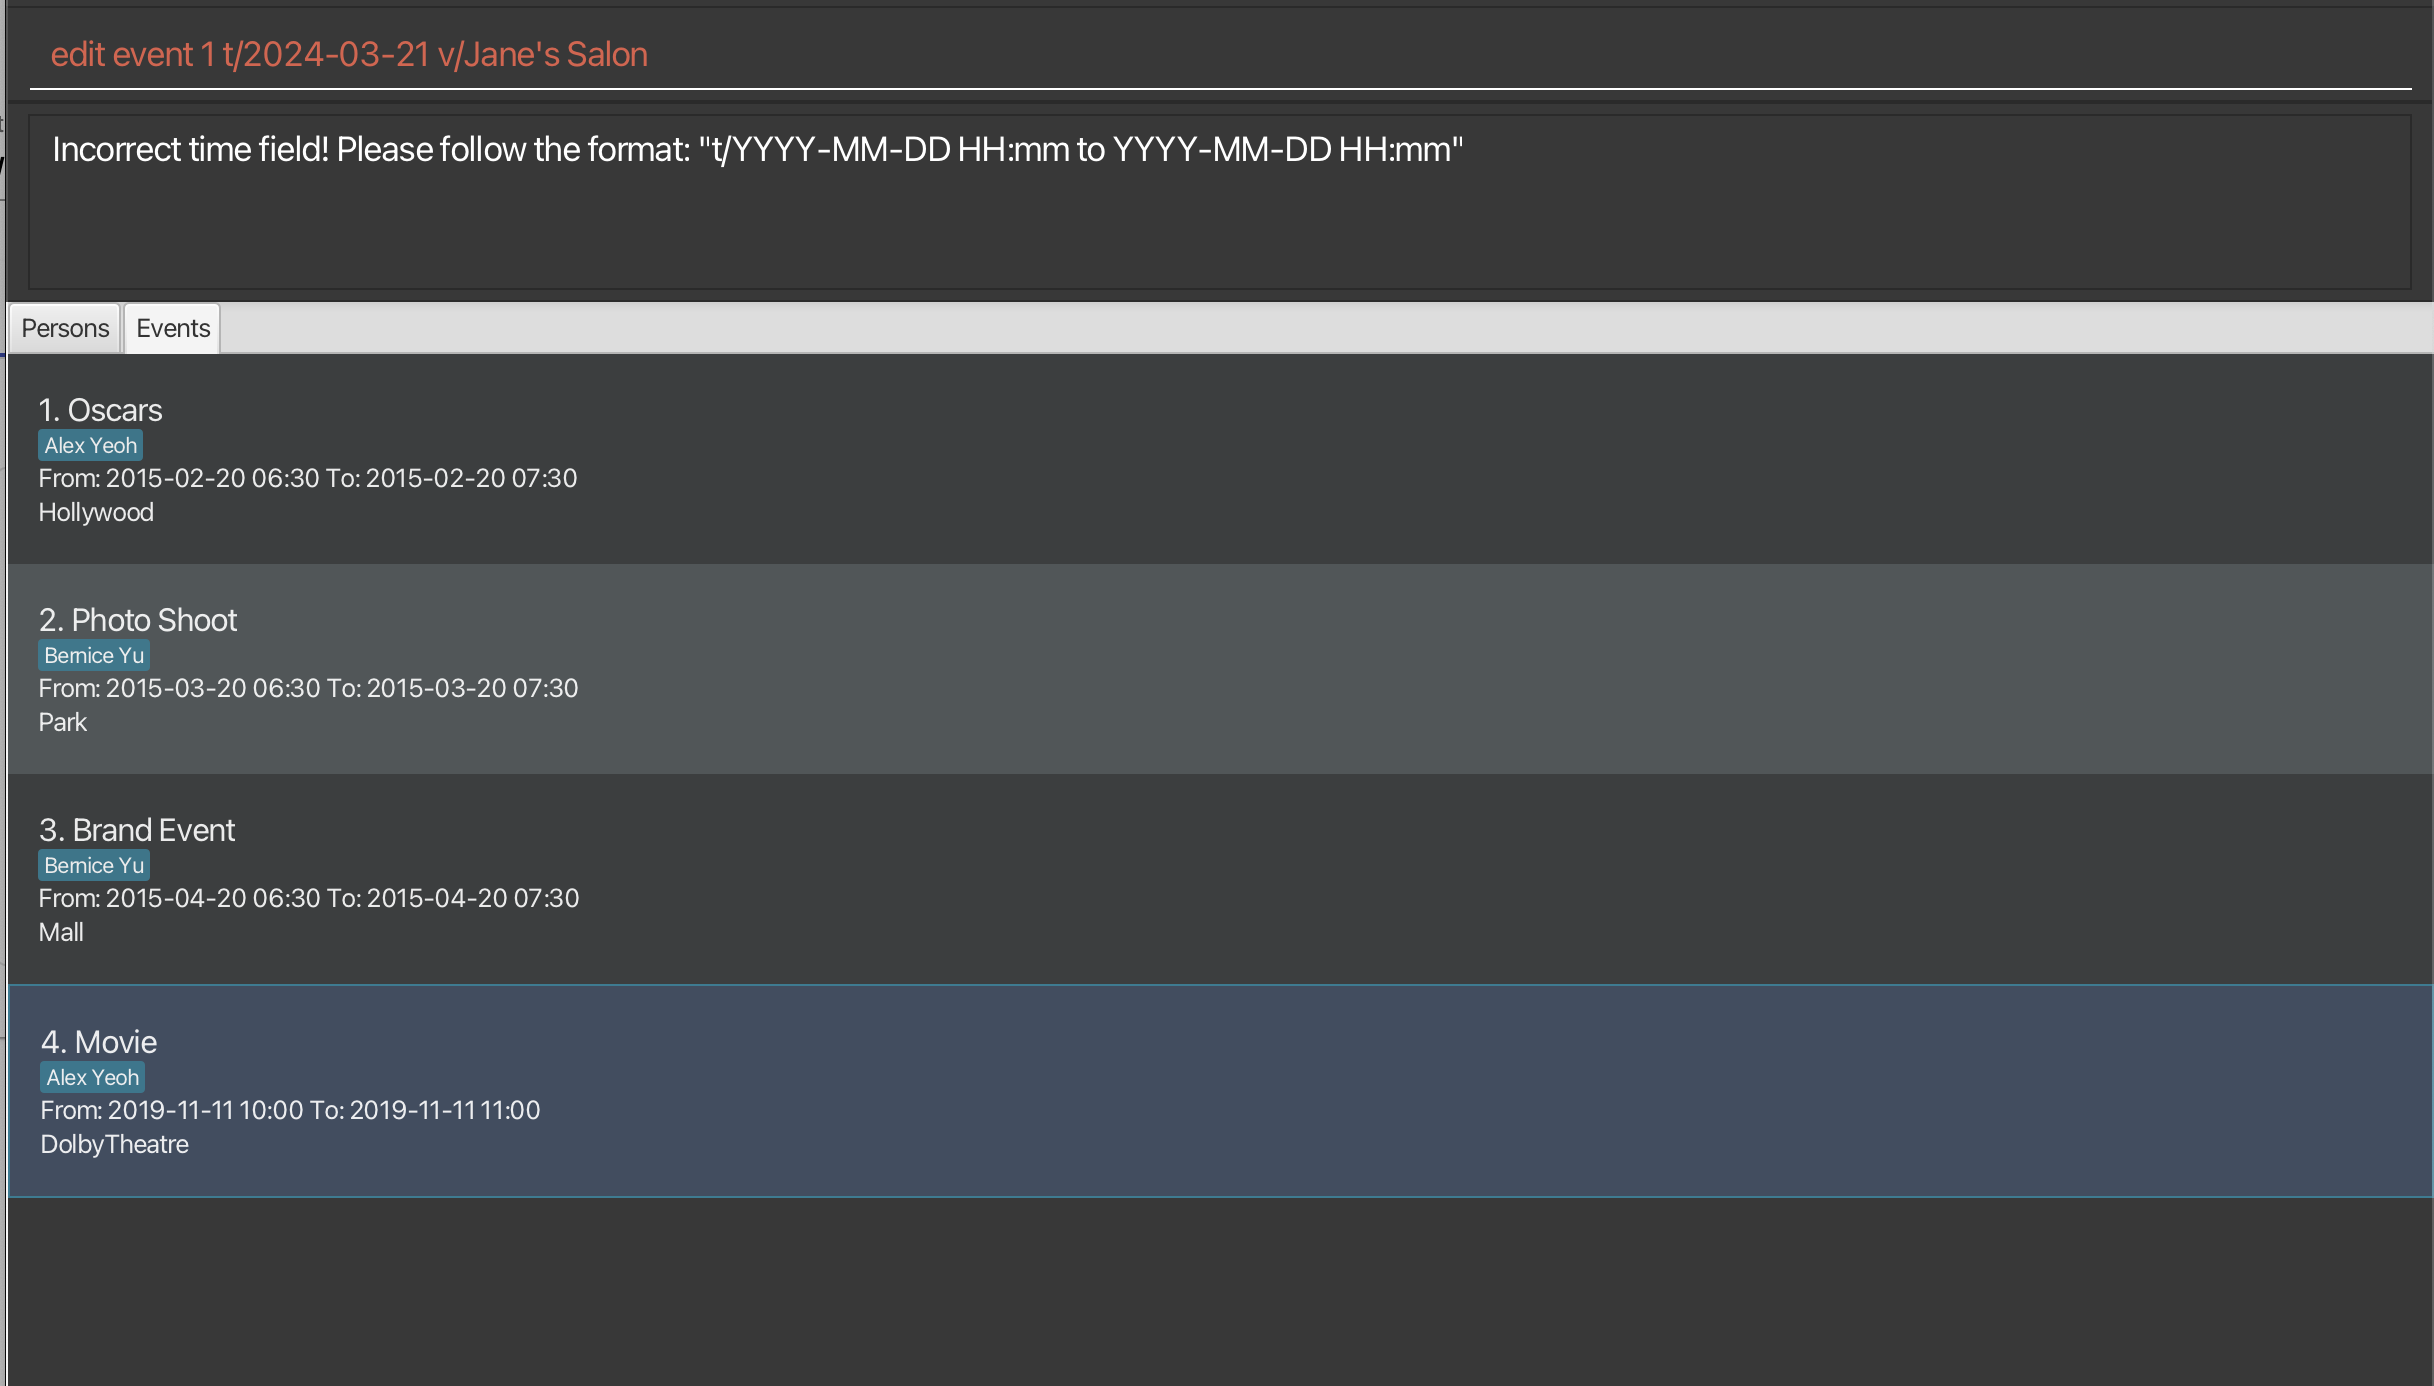 edit event 1 t/2024-03-21 v/Jane's Salon
Incorrect time field! Please follow the format: "t/YYYY-MM-DD HH:mm to YYYY-MM-DD HH:mm"
Persons Events
1. Oscars
Alex Yeoh
From: 2015-02-20 06:30 To: 2015-02-20 07:30
Hollywood
2. Photo Shoot
Bernice Yu
From: 2015-03-20 06:30 To: 2015-03-20 07:30
Park
3. Brand Event
Bernice Yu
From: 2015-04-20 06:30 To: 2015-04-20 07:30
Mall
4. Movie
Alex Yeoh
From: 2019-11-11 10:00 To: 2019-11-11 11:00
DolbyTheatre